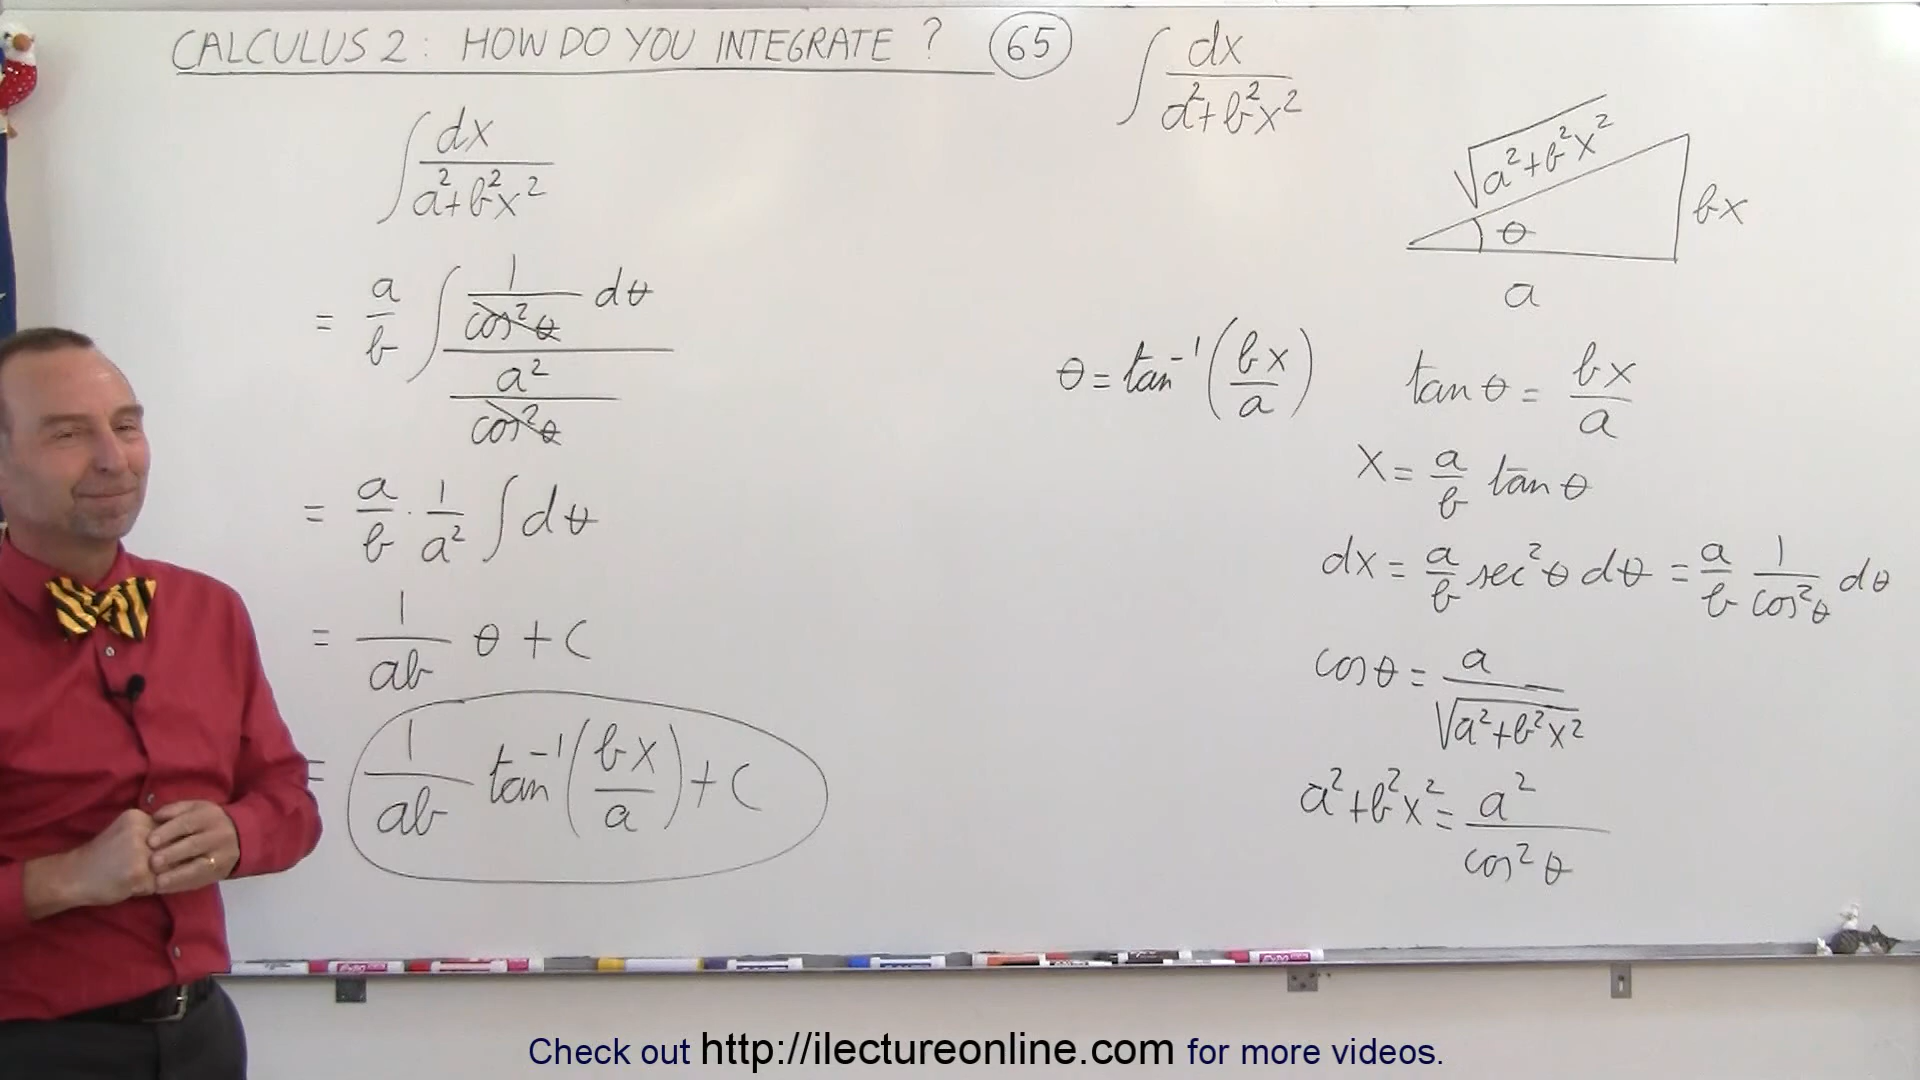 CALCULUS 2: HOW DO YOU INTEGRATE? 65
∫ dx / (a²+b²x²)
= a/b ∫ (1/cos²θ dθ) / (a²/cos²θ)
= a/b · 1/a² ∫ dθ
= 1/ab θ + C
= 1/ab tan⁻¹(bx/a) + C
∫ dx / (a²+b²x²)
√(a²+b²x²)
bx
θ
a
θ = tan⁻¹(bx/a)
tan θ = bx/a
x = a/b tan θ
dx = a/b sec²θ dθ = a/b 1/cos²θ dθ
cos θ = a/√(a²+b²x²)
a²+b²x² = a²/cos²θ
Check out http://ilectureonline.com for more videos.